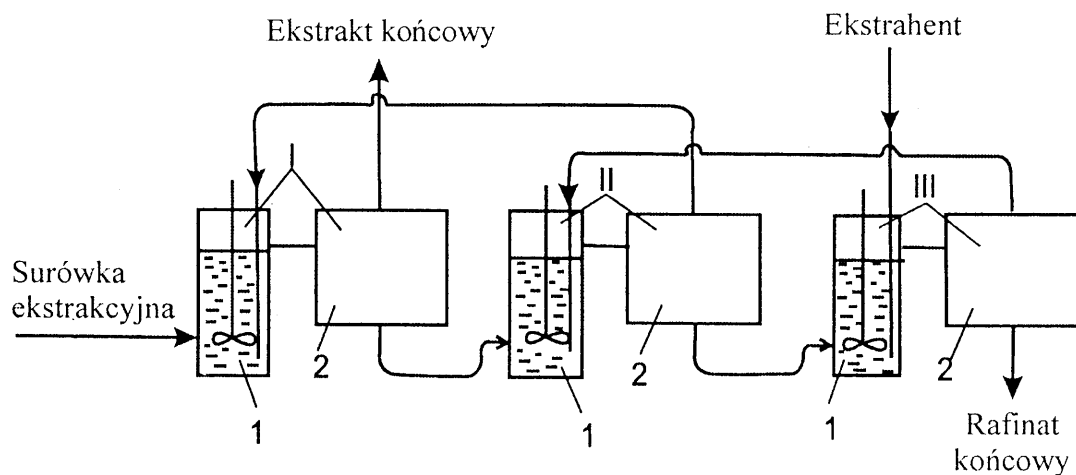 Ekstrakt końcowy
Ekstrahent
I
II
III
Surówka
ekstrakcyjna
2
2
2
1
1
1
Rafinat
końcowy